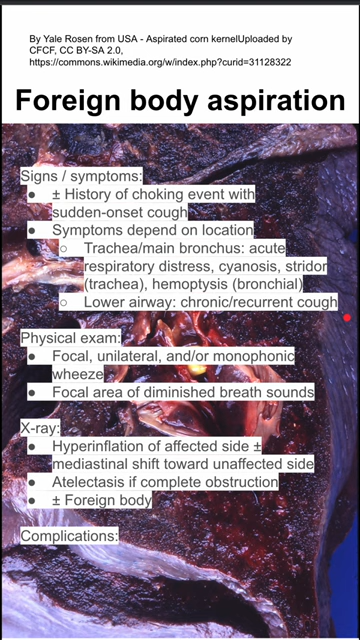 By Yale Rosen from USA - Aspirated corn kernelUploaded by
CFCF, CC BY-SA 2.0,
https://commons.wikimedia.org/w/index.php?curid=31128322
Foreign body aspiration
Signs / symptoms:
● ± History of choking event with
sudden-onset cough
● Symptoms depend on location
○ Trachea/main bronchus: acute
respiratory distress, cyanosis, stridor
(trachea), hemoptysis (bronchial)
○ Lower airway: chronic/recurrent cough
Physical exam:
● Focal, unilateral, and/or monophonic
wheeze
● Focal area of diminished breath sounds
X-ray:
● Hyperinflation of affected side ±
mediastinal shift toward unaffected side
● Atelectasis if complete obstruction
● ± Foreign body
Complications: